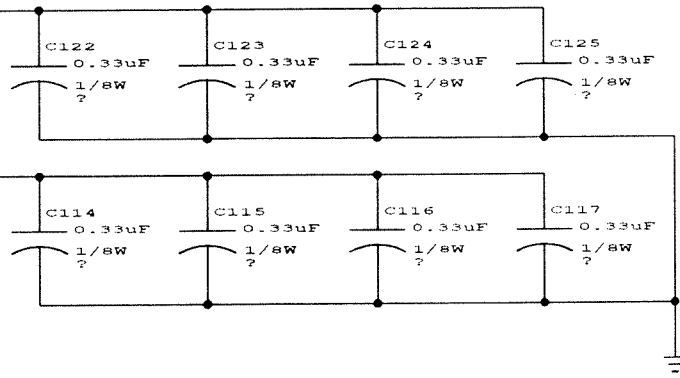 C122 C123 C124 C125
0.33uF 0.33uF 0.33uF 0.33uF
1/8W 1/8W 1/8W 1/8W
? ? ? ?
C114 C115 C116 C117
0.33uF 0.33uF 0.33uF 0.33uF
1/8W 1/8W 1/8W 1/8W
? ? ? ?